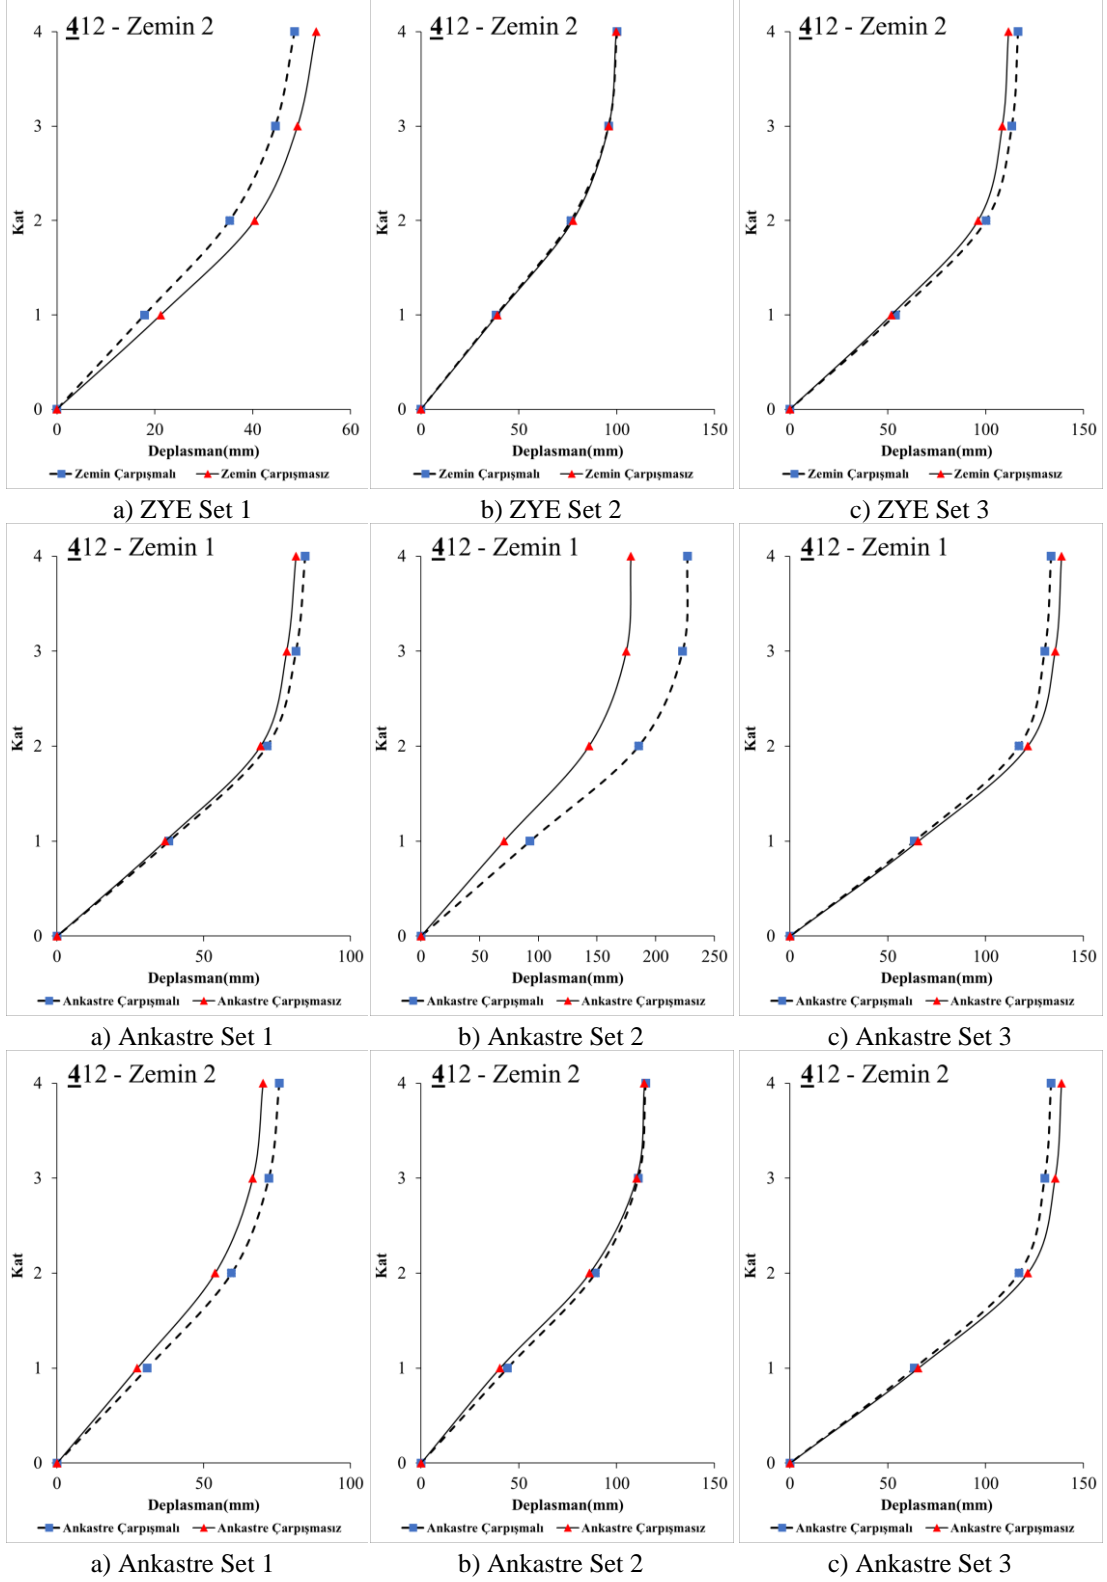 412 - Zemin 2
4
3
2
1
0
Kat
0 20 40 60
Deplasman(mm)
Zemin Çarpışmalı Zemin Çarpışmasız
a) ZYE Set 1
412 - Zemin 2
4
3
2
1
0
Kat
0 50 100 150
Deplasman(mm)
Zemin Çarpışmalı Zemin Çarpışmasız
b) ZYE Set 2
412 - Zemin 2
4
3
2
1
0
Kat
0 50 100 150
Deplasman(mm)
Zemin Çarpışmalı Zemin Çarpışmasız
c) ZYE Set 3
412 - Zemin 1
4
3
2
1
0
Kat
0 50 100
Deplasman(mm)
Ankastre Çarpışmalı Ankastre Çarpışmasız
a) Ankastre Set 1
412 - Zemin 1
4
3
2
1
0
Kat
0 50 100 150 200 250
Deplasman(mm)
Ankastre Çarpışmalı Ankastre Çarpışmasız
b) Ankastre Set 2
412 - Zemin 1
4
3
2
1
0
Kat
0 50 100 150
Deplasman(mm)
Ankastre Çarpışmalı Ankastre Çarpışmasız
c) Ankastre Set 3
412 - Zemin 2
4
3
2
1
0
Kat
0 50 100
Deplasman(mm)
Ankastre Çarpışmalı Ankastre Çarpışmasız
a) Ankastre Set 1
412 - Zemin 2
4
3
2
1
0
Kat
0 50 100 150
Deplasman(mm)
Ankastre Çarpışmalı Ankastre Çarpışmasız
b) Ankastre Set 2
412 - Zemin 2
4
3
2
1
0
Kat
0 50 100 150
Deplasman(mm)
Ankastre Çarpışmalı Ankastre Çarpışmasız
c) Ankastre Set 3